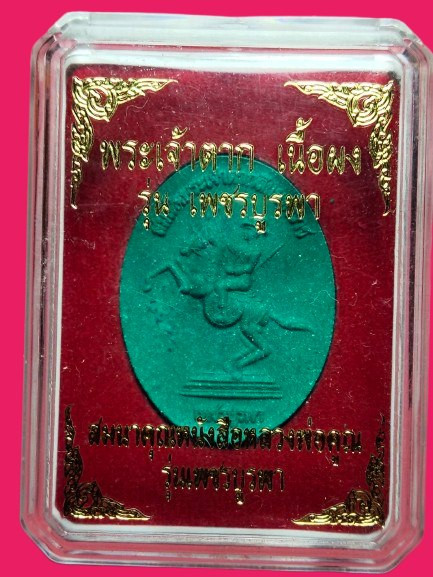 พระเจ้าตาก เนื้อผง
รุ่น เพชรบูรพา
สมนาคุณหนังสือหลวงพ่อคูณ
รุ่นเพชรบูรพา